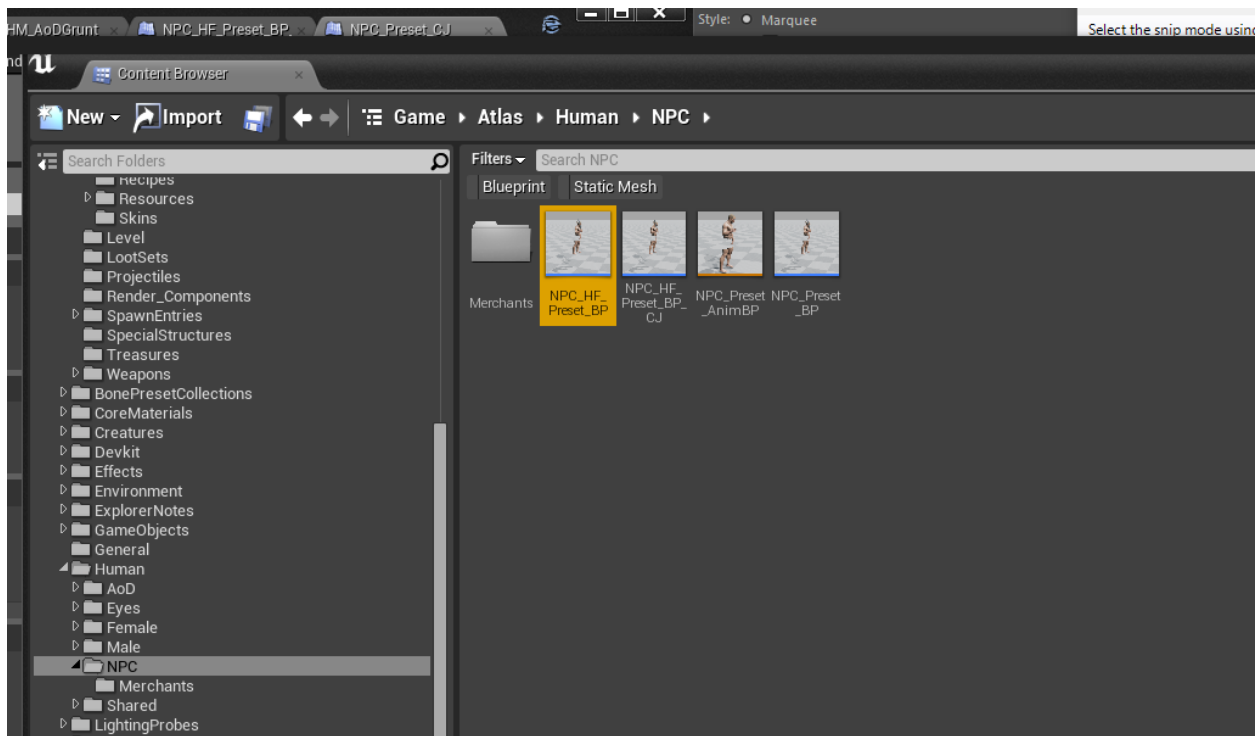 HM_AoDGrunt
NPC_HF_Preset_BP_
NPC_Preset_CJ
Style:
Marquee
Select the snip mode using
nd
Content Browser
New
Import
Game
Atlas
Human
NPC
Search Folders
Filters
Search NPC
Recipes
Resources
Skins
Level
LootSets
Projectiles
Render_Components
SpawnEntries
SpecialStructures
Treasures
Weapons
BonePresetCollections
CoreMaterials
Creatures
Devkit
Effects
Environment
ExplorerNotes
GameObjects
General
Human
AoD
Eyes
Female
Male
NPC
Merchants
Shared
LightingProbes
Blueprint
Static Mesh
Merchants
NPC_HF_
Preset_BP
NPC_HF_
Preset_BP_
CJ
NPC_Preset
_AnimBP
NPC_Preset
_BP